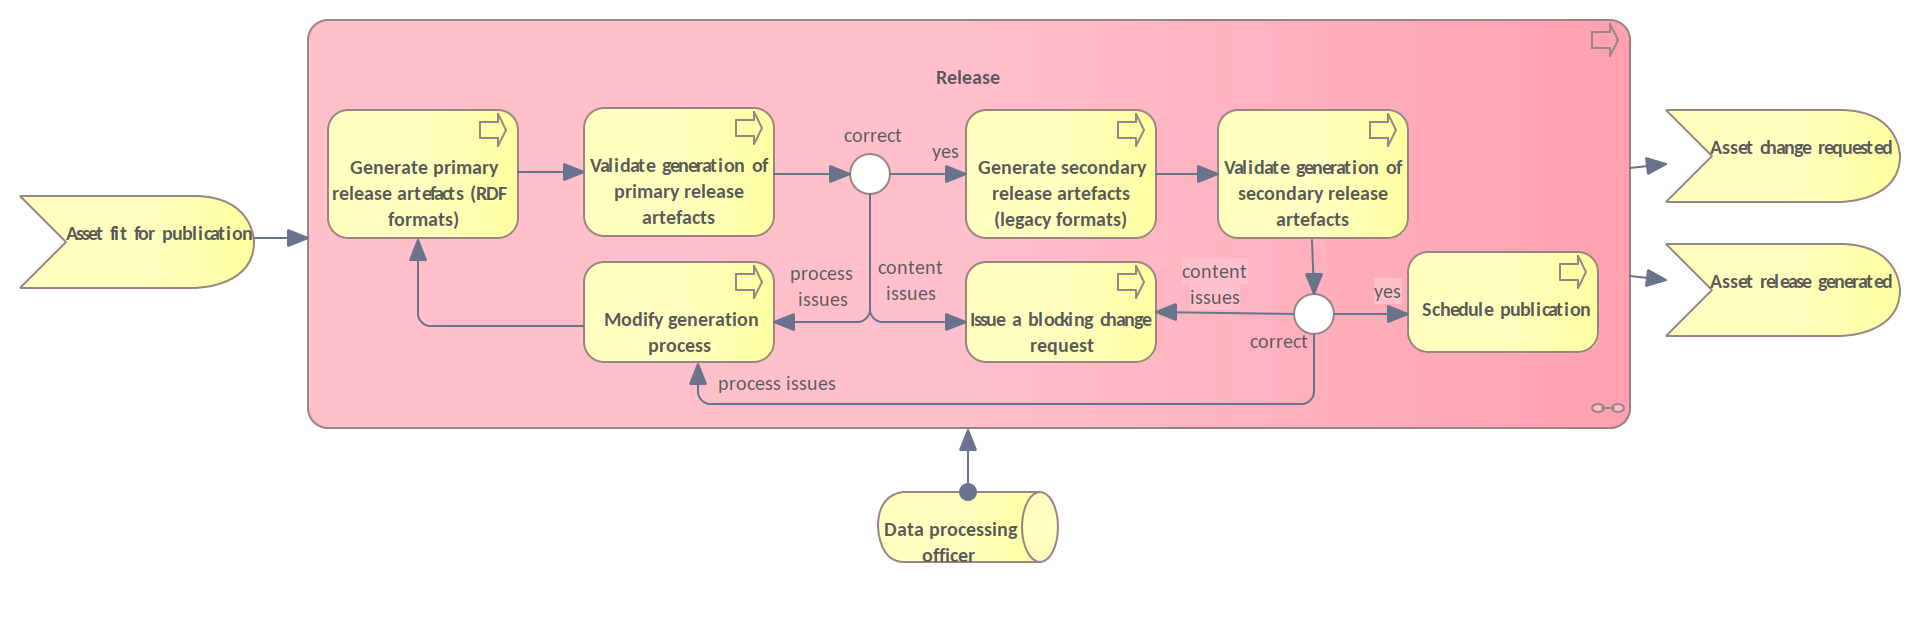 Release
Generate primary
release artefacts (RDF
formats)
Validate generation of
primary release
artefacts
correct
yes
Generate secondary
release artefacts
(legacy formats)
Validate generation of
secondary release
artefacts
Asset change requested
Asset fit for publication
process
issues
content
issues
content
issues
yes
Asset release generated
Modify generation
process
Issue a blocking change
request
Schedule publication
correct
process issues
Data processing
officer